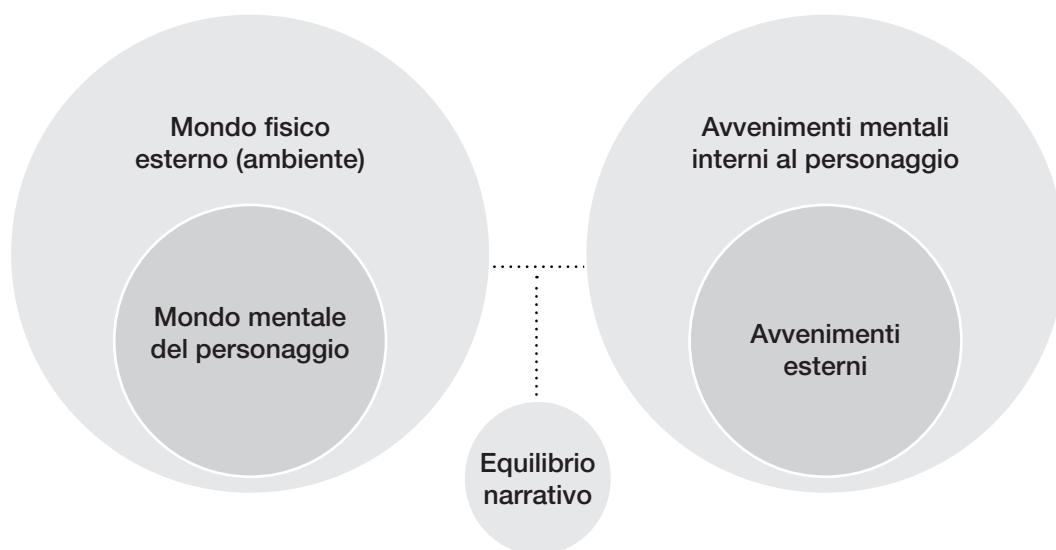 Mondo fisico
esterno (ambiente)
Mondo mentale
del personaggio
Avvenimenti mentali
interni al personaggio
Avvenimenti
esterni
Equilibrio
narrativo